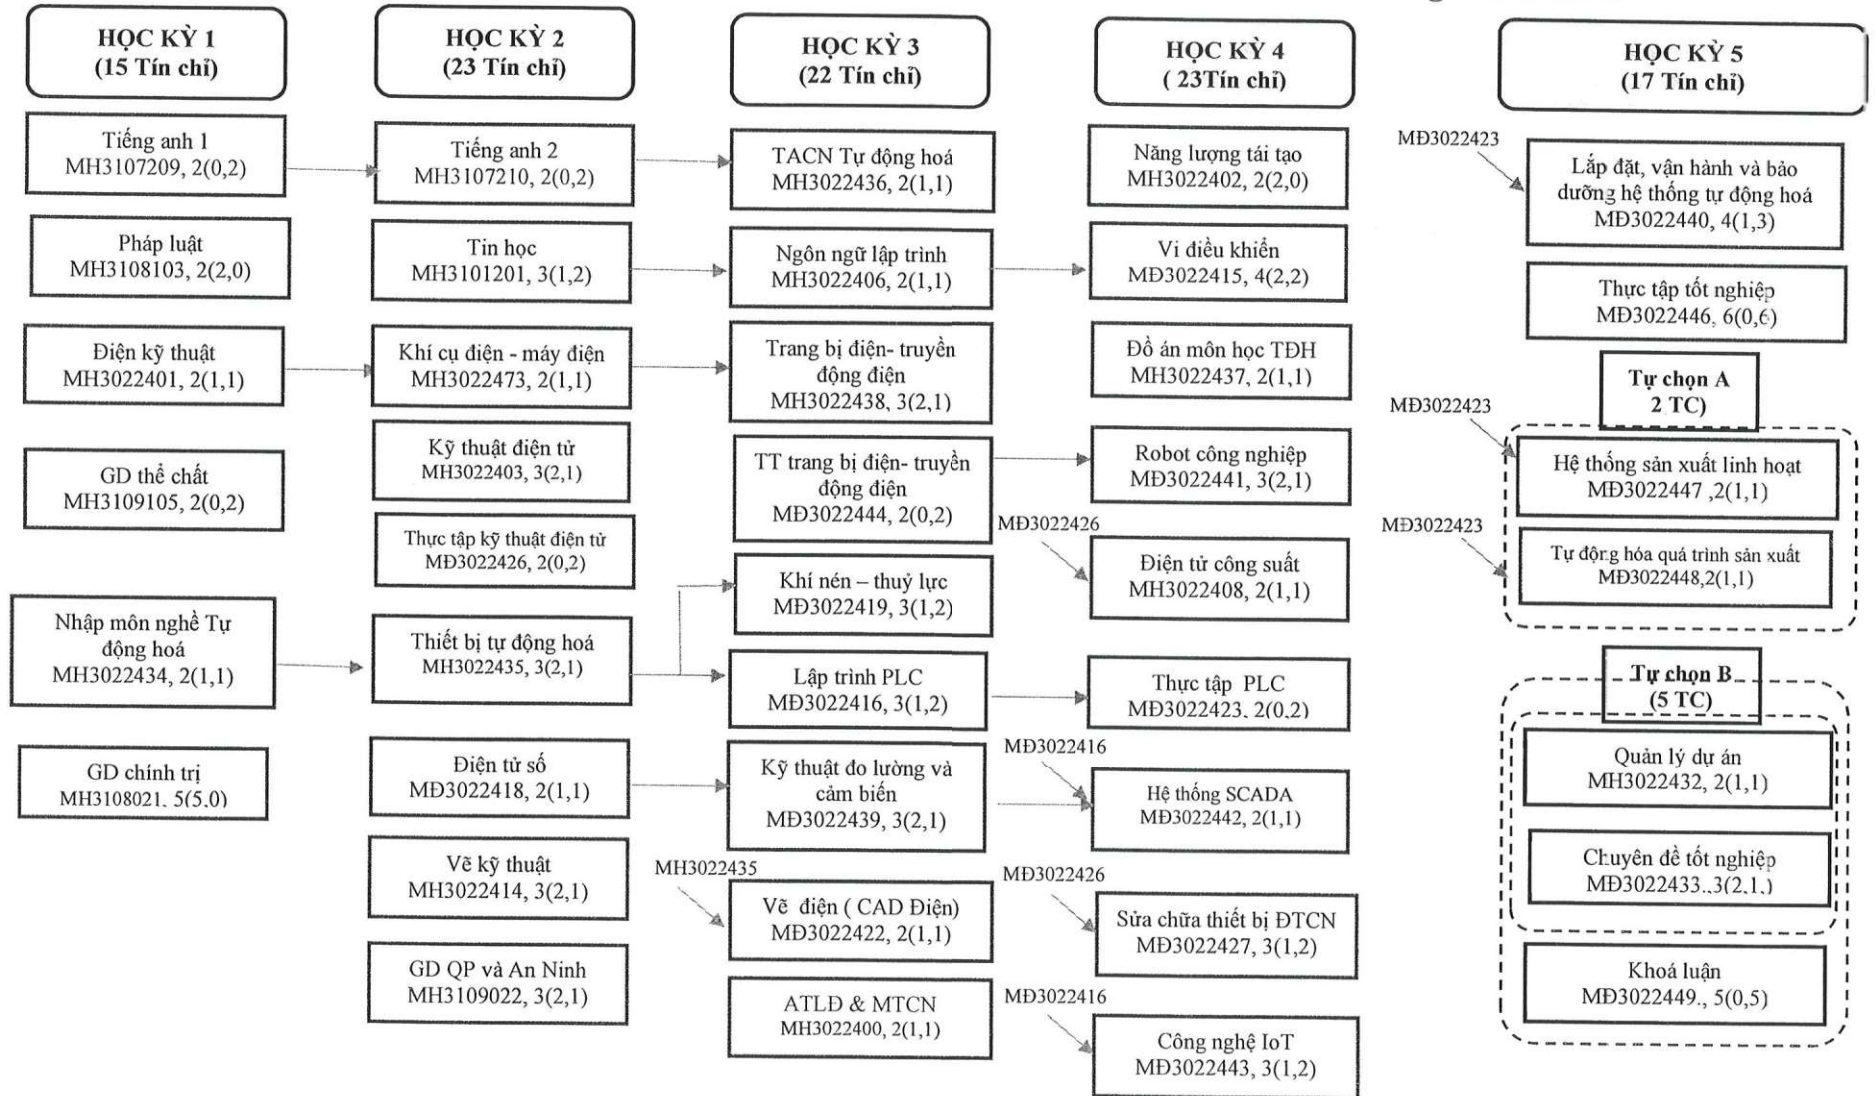 HỌC KỲ 1
(15 Tín chỉ)
Tiếng anh 1
MH3107209, 2(0,2)
Pháp luật
MH3108103, 2(2,0)
Điện kỹ thuật
MH3022401, 2(1,1)
GD thể chất
MH3109105, 2(0,2)
Nhập môn nghề Tự
động hoá
MH3022434, 2(1,1)
GD chính trị
MH3108021, 5(5,0)
HỌC KỲ 2
(23 Tín chỉ)
Tiếng anh 2
MH3107210, 2(0,2)
Tin học
MH3101201, 3(1,2)
Khí cụ điện - máy điện
MH3022473, 2(1,1)
Kỹ thuật điện tử
MH3022403, 3(2,1)
Thực tập kỹ thuật điện tử
MĐ3022426, 2(0,2)
Thiết bị tự động hoá
MH3022435, 3(2,1)
Điện tử số
MĐ3022418, 2(1,1)
Vẽ kỹ thuật
MH3022414, 3(2,1)
GD QP và An Ninh
MH3109022, 3(2,1)
HỌC KỲ 3
(22 Tín chỉ)
TACN Tự động hoá
MH3022436, 2(1,1)
Ngôn ngữ lập trình
MH3022406, 2(1,1)
Trang bị điện- truyền
động điện
MH3022438, 3(2,1)
TT trang bị điện- truyền
động điện
MĐ3022444, 2(0,2)
Khí nén – thuỷ lực
MĐ3022419, 3(1,2)
Lập trình PLC
MĐ3022416, 3(1,2)
Kỹ thuật đo lường và
cảm biến
MĐ3022439, 3(2,1)
MH3022435
Vẽ điện ( CAD Điện)
MĐ3022422, 2(1,1)
ATLĐ & MTCN
MH3022400, 2(1,1)
HỌC KỲ 4
( 23Tín chỉ)
Năng lượng tái tạo
MH3022402, 2(2,0)
Vi điều khiển
MĐ3022415, 4(2,2)
Đồ án môn học TĐH
MH3022437, 2(1,1)
Robot công nghiệp
MĐ3022441, 3(2,1)
MĐ3022426
Điện tử công suất
MH3022408, 2(1,1)
Thực tập PLC
MĐ3022423, 2(0,2)
MĐ3022416
Hệ thống SCADA
MĐ3022442, 2(1,1)
MĐ3022426
Sửa chữa thiết bị ĐTCN
MĐ3022427, 3(1,2)
MĐ3022416
Công nghệ IoT
MĐ3022443, 3(1,2)
HỌC KỲ 5
(17 Tín chỉ)
MĐ3022423
Lắp đặt, vận hành và bảo
dưỡng hệ thống tự động hoá
MĐ3022440, 4(1,3)
Thực tập tốt nghiệp
MĐ3022446, 6(0,6)
Tự chọn A
2 TC)
MĐ3022423
Hệ thống sản xuất linh hoạt
MĐ3022447 ,2(1,1)
MĐ3022423
Tự động hóa quá trình sản xuất
MĐ3022448,2(1,1)
Tự chọn B
(5 TC)
Quản lý dự án
MH3022432, 2(1,1)
Chuyên đề tốt nghiệp
MĐ3022433.,3(2,1,)
Khoá luận
MĐ3022449., 5(0,5)